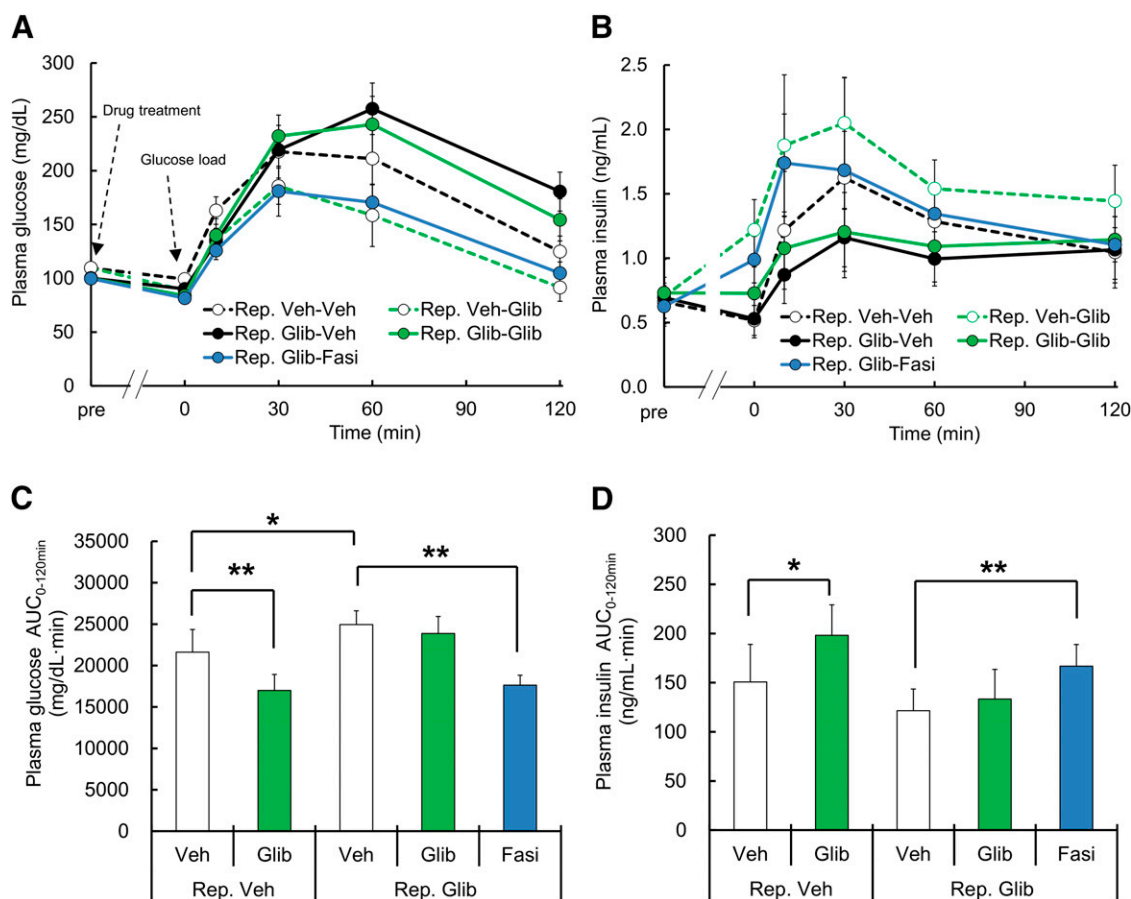 A
Plasma glucose (mg/dL)
300
250
200
150
100
50
0
Drug treatment
Glucose load
Rep. Veh-Veh
Rep. Veh-Glib
Rep. Glib-Veh
Rep. Glib-Glib
Rep. Glib-Fasi
pre
0
30
60
90
120
Time (min)
B
Plasma insulin (ng/mL)
2.5
2.0
1.5
1.0
0.5
0.0
Rep. Veh-Veh
Rep. Veh-Glib
Rep. Glib-Veh
Rep. Glib-Glib
Rep. Glib-Fasi
pre
0
30
60
90
120
Time (min)
C
Plasma glucose AUC0-120min
(mg/dL·min)
35000
30000
25000
20000
15000
10000
5000
0
*
**
**
Veh
Glib
Veh
Glib
Fasi
Rep. Veh
Rep. Glib
D
Plasma insulin AUC0-120min
(ng/mL·min)
300
250
200
150
100
50
0
*
**
Veh
Glib
Veh
Glib
Fasi
Rep. Veh
Rep. Glib